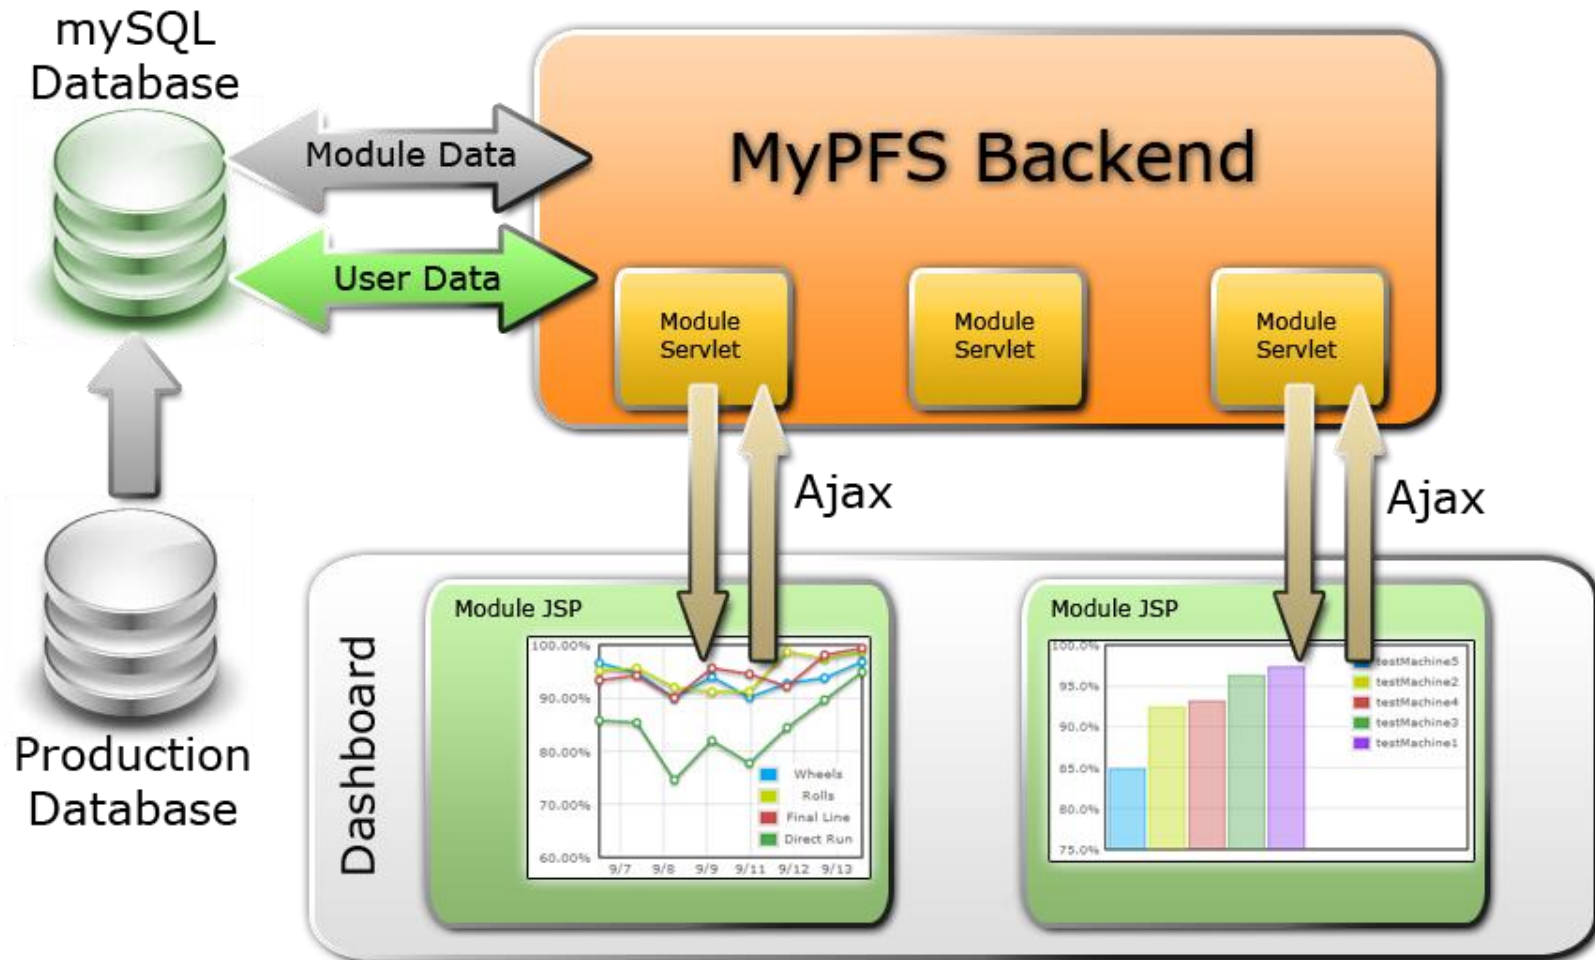 mySQL
Database
Module Data
User Data
MyPFS Backend
Module
Servlet
Module
Servlet
Module
Servlet
Ajax
Ajax
Production
Database
Dashboard
Module JSP
100.00%
90.00%
80.00%
70.00%
60.00%
9/7 9/8 9/9 9/11 9/12 9/13
Wheels
Rolls
Final Line
Direct Run
Module JSP
100.0%
95.0%
90.0%
85.0%
80.0%
75.0%
testMachine5
testMachine2
testMachine4
testMachine3
testMachine1